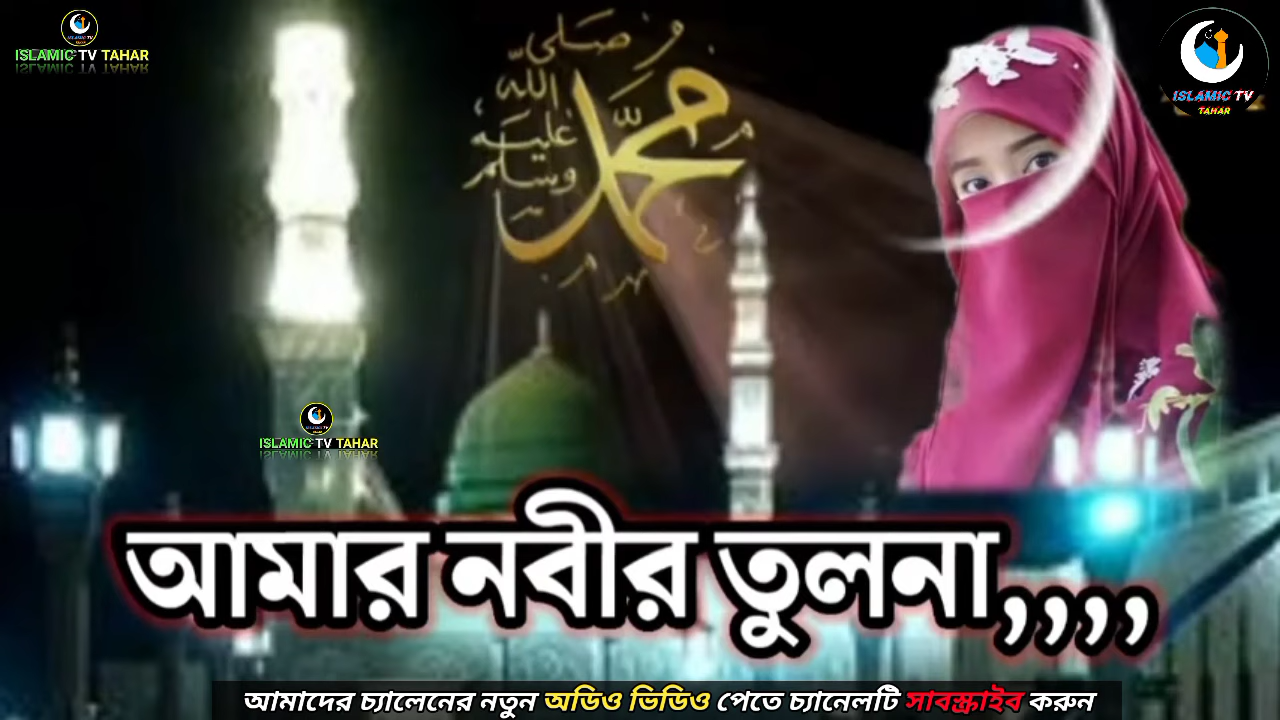 ISLAMIC TV TAHAR
صلى
الله
عليه
وسلم
محمد
ISLAMIC TV
TAHAR
ISLAMIC TV TAHAR
আমার নবীর তুলনা,,,,
আমাদের চ্যালেনের নতুন অডিও ভিডিও পেতে চ্যানেলটি সাবস্ক্রাইব করুন